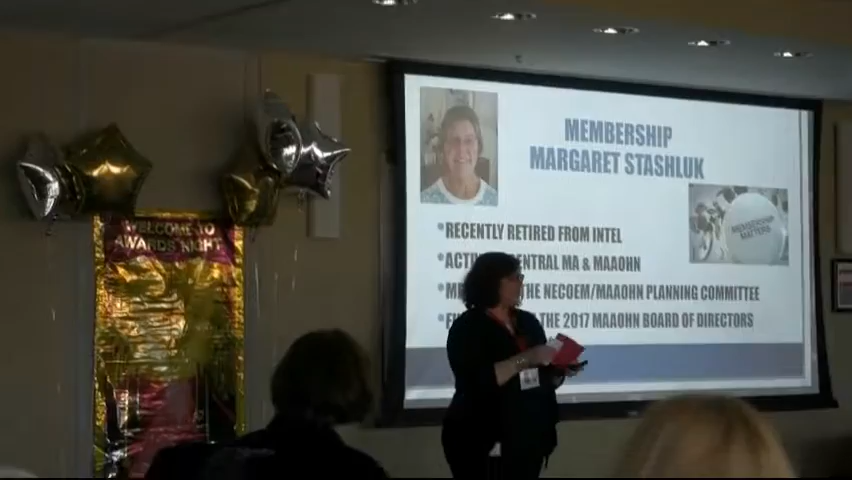 MEMBERSHIP
MARGARET STASHLUK
WELCOME TO
AWARDS NIGHT
MEMBERSHIP
MATTERS
•RECENTLY RETIRED FROM INTEL
CENTRAL MA & MAAOHN
THE NECOEM/MAAOHN PLANNING COMMITTEE
THE 2017 MAAOHN BOARD OF DIRECTORS